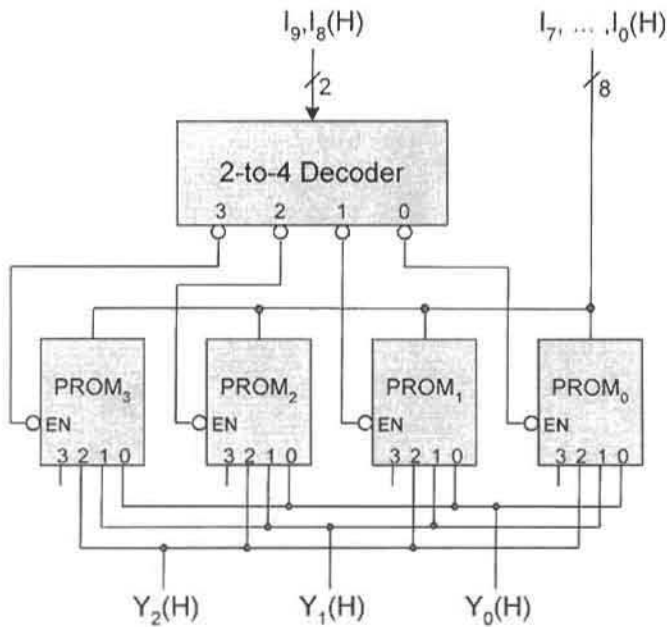 I₉,I₈(H) I₇, ... ,I₀(H)
2 8
2-to-4 Decoder
3 2 1 0
PROM₃ PROM₂ PROM₁ PROM₀
EN EN EN EN
3 2 1 0 3 2 1 0 3 2 1 0 3 2 1 0
Y₂(H) Y₁(H) Y₀(H)